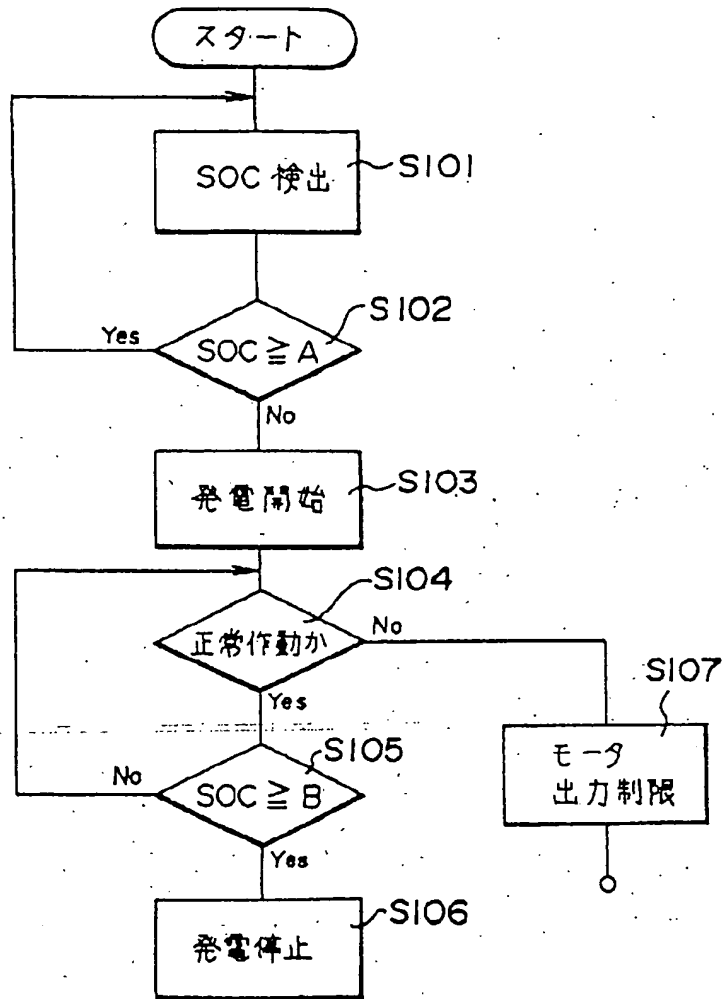 スタート
SOC 検出
S101
S102
Yes
SOC ≧ A
No
発電開始
S103
S104
正常作動か
No
Yes
S107
モータ
出力制限
S105
No
SOC ≧ B
Yes
S106
発電停止